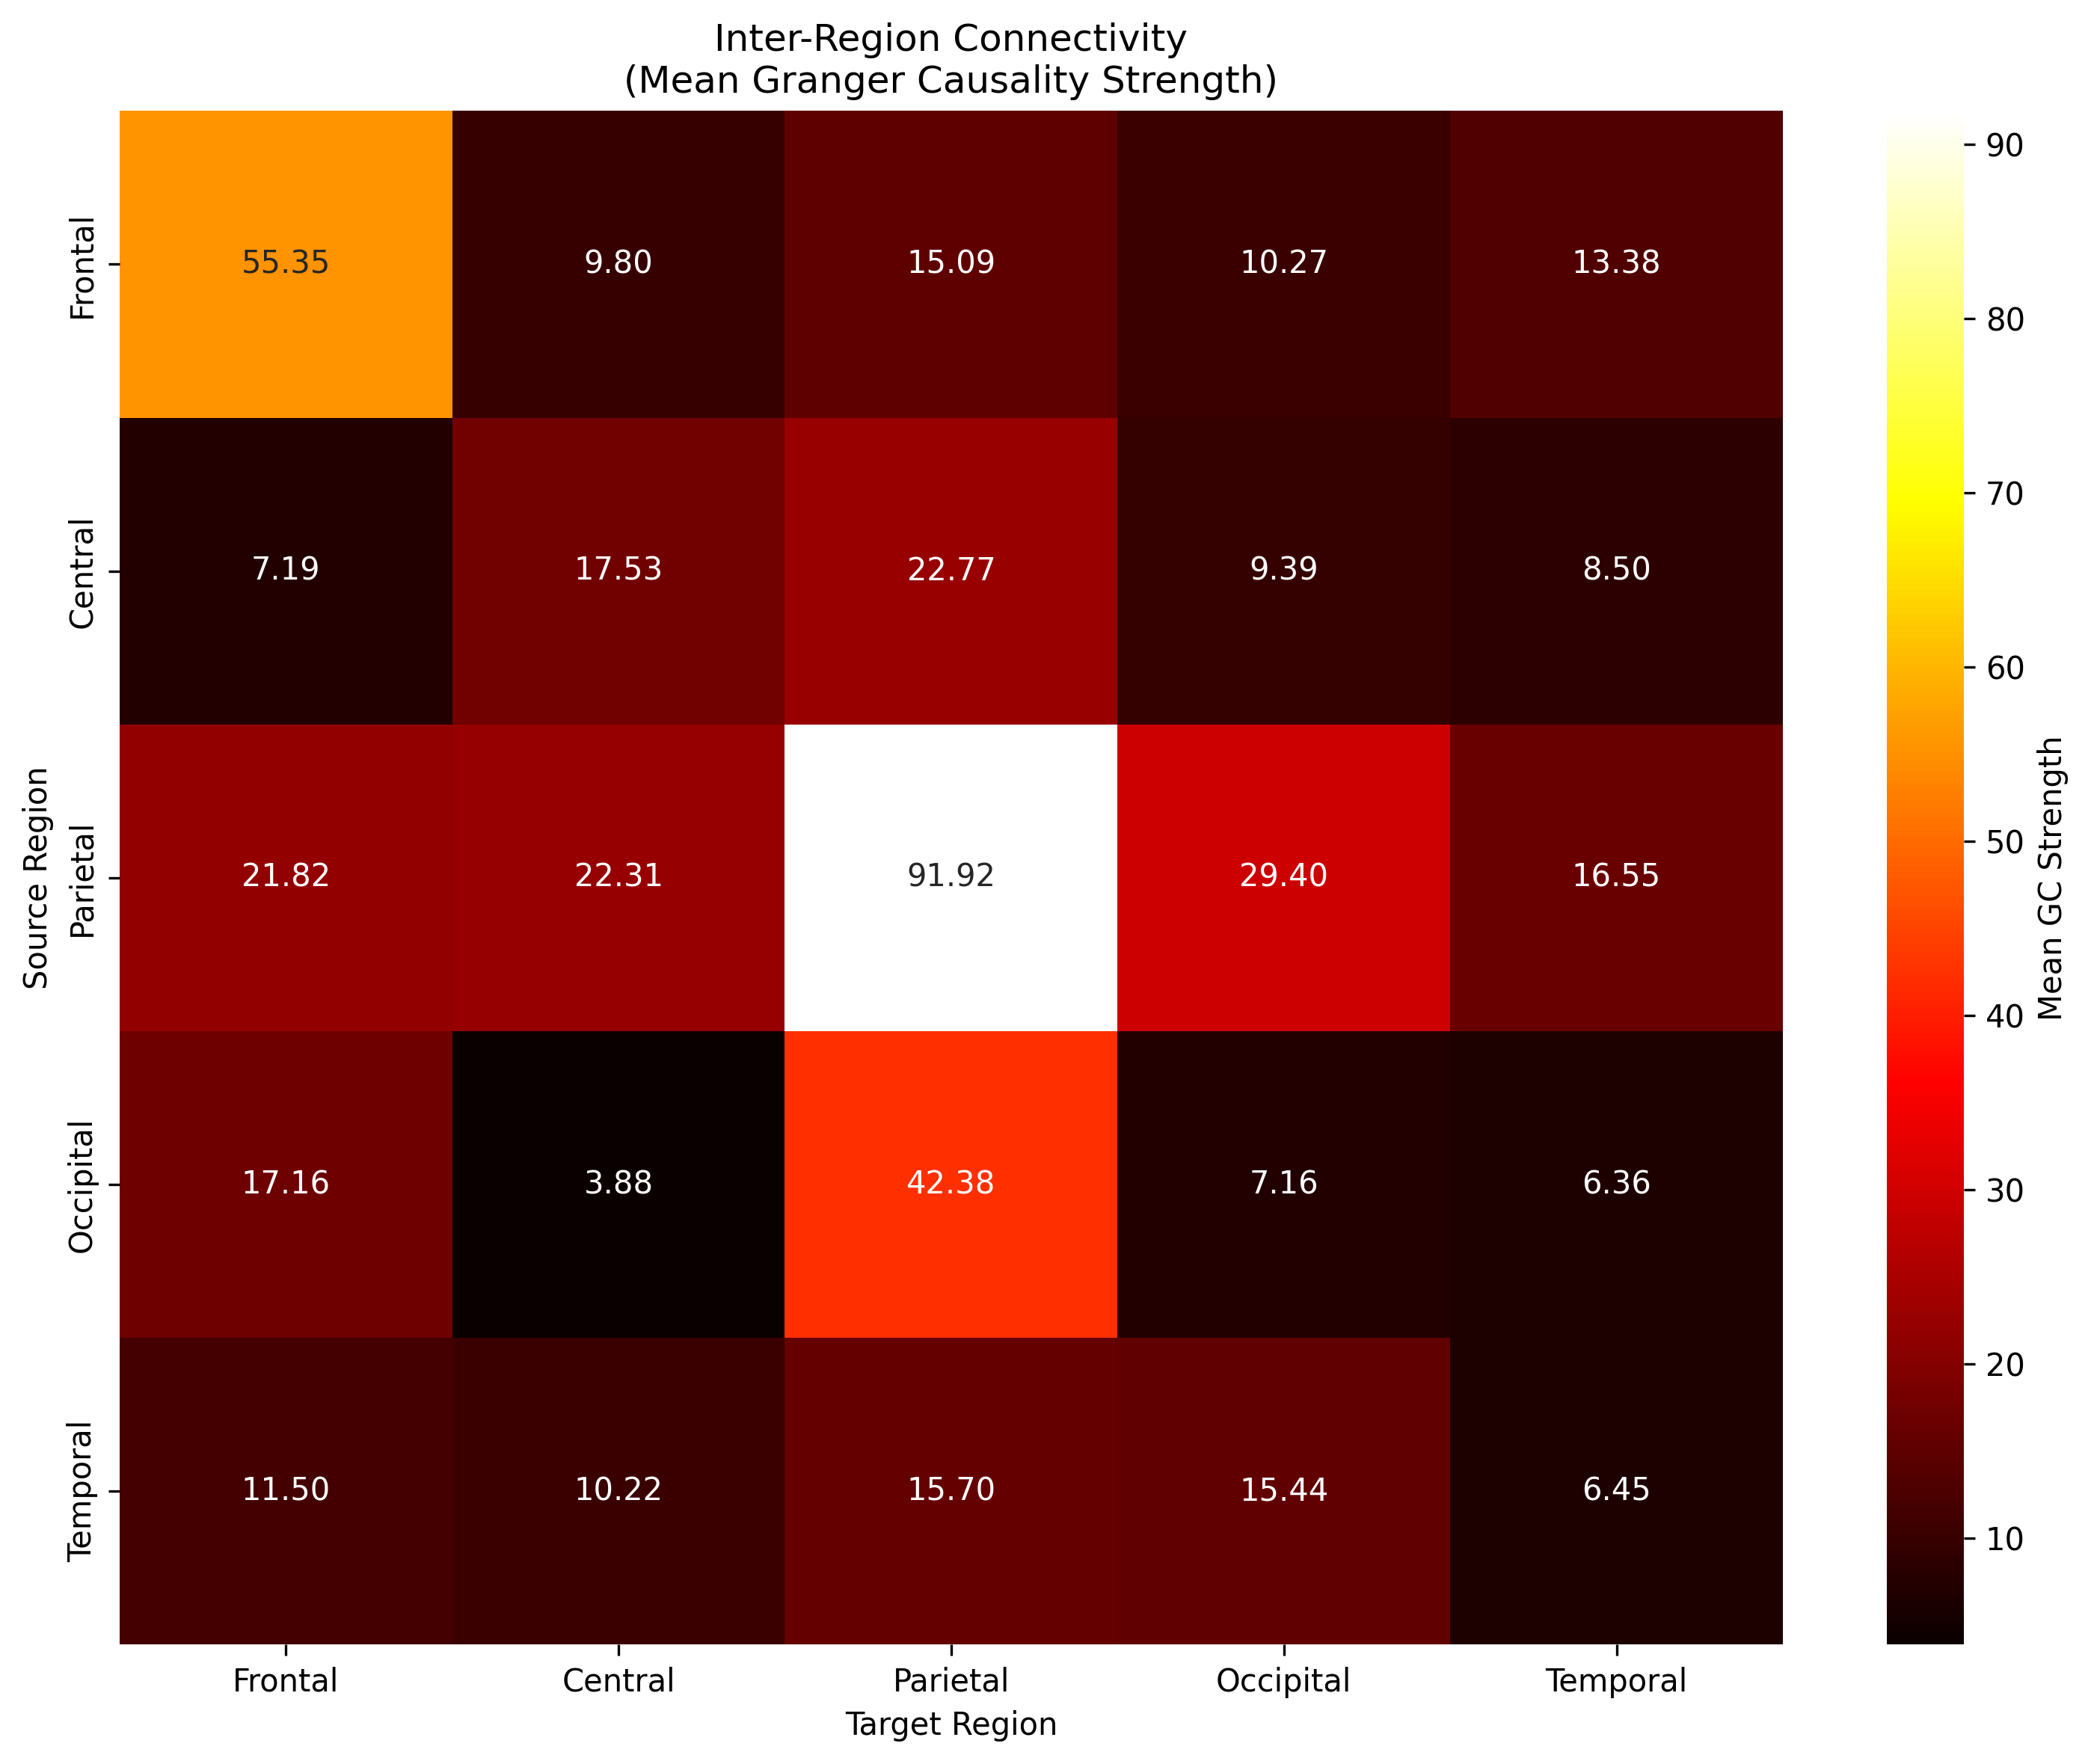 Inter-Region Connectivity
(Mean Granger Causality Strength)
Source Region
Frontal
55.35 9.80 15.09 10.27 13.38
Central
7.19 17.53 22.77 9.39 8.50
Parietal
21.82 22.31 91.92 29.40 16.55
Occipital
17.16 3.88 42.38 7.16 6.36
Temporal
11.50 10.22 15.70 15.44 6.45
Frontal Central Parietal Occipital Temporal
Target Region
90
80
70
60
50
40
30
20
10
Mean GC Strength